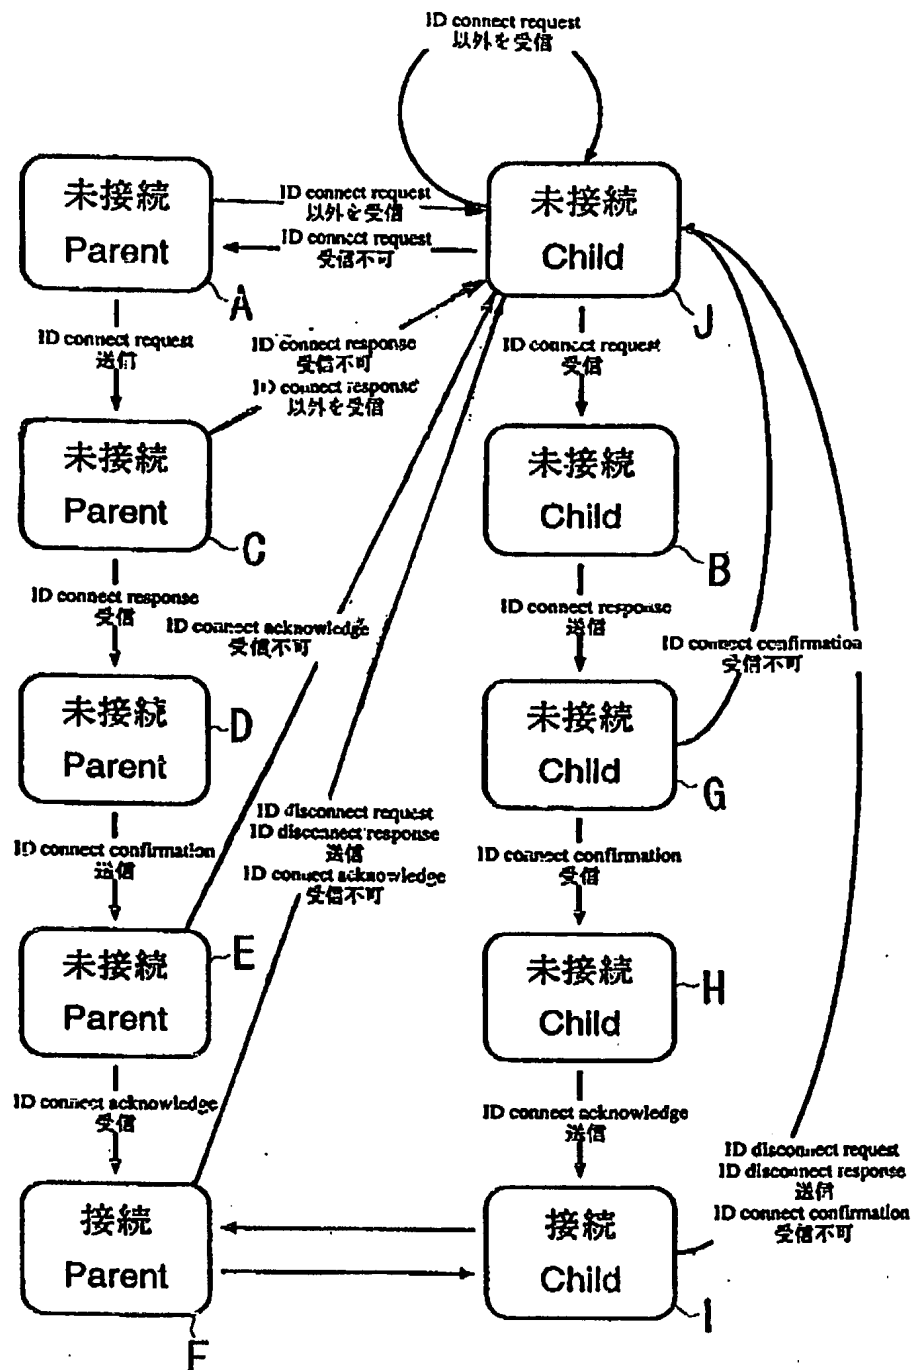 ID connect request
以外を受信
未接続
Parent
A
ID connect request
以外を受信
ID connect request
受信不可
未接続
Child
J
ID connect request
送信
ID connect response
受信不可
ID connect response
以外を受信
ID connect request
受信
未接続
Parent
C
未接続
Child
B
ID connect response
受信
ID connect acknowledge
受信不可
ID connect response
送信
ID connect confirmation
受信不可
未接続
Parent
D
未接続
Child
G
ID connect confirmation
送信
ID disconnect request
ID disconnect response
送信
ID connect acknowledge
受信不可
ID connect confirmation
受信
未接続
Parent
E
未接続
Child
H
ID connect acknowledge
受信
ID connect acknowledge
送信
ID disconnect request
ID disconnect response
送信
ID connect confirmation
受信不可
接続
Parent
F
接続
Child
I